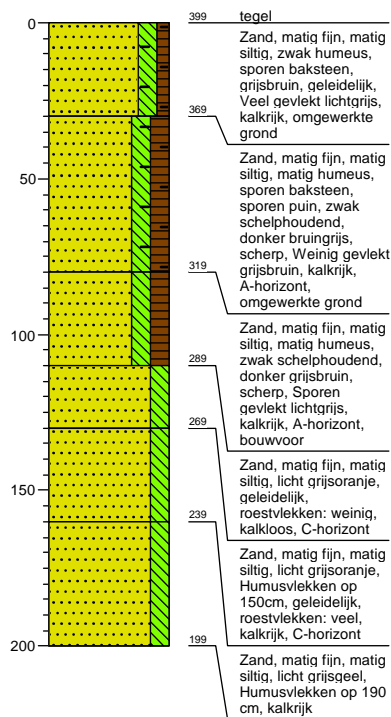 0
50
100
150
200
399
tegel
Zand, matig fijn, matig
siltig, zwak humeus,
sporen baksteen,
grijsbruin, geleidelijk,
Veel gevlekt lichtgrijs,
kalkrijk, omgewerkte
grond
369
Zand, matig fijn, matig
siltig, matig humeus,
sporen baksteen,
sporen puin, zwak
schelphoudend,
donker bruingrijs,
scherp, Weinig gevlekt
grijsbruin, kalkrijk,
A-horizont,
omgewerkte grond
319
Zand, matig fijn, matig
siltig, matig humeus,
zwak schelphoudend,
donker grijsbruin,
scherp, Sporen
gevlekt lichtgrijs,
kalkrijk, A-horizont,
bouwvoor
289
Zand, matig fijn, matig
siltig, licht grijsoranje,
geleidelijk,
roestvlekken: weinig,
kalkloos, C-horizont
269
Zand, matig fijn, matig
siltig, licht grijsoranje,
Humusvlekken op
150cm, geleidelijk,
roestvlekken: veel,
kalkrijk, C-horizont
239
Zand, matig fijn, matig
siltig, licht grijsgeel,
Humusvlekken op 190
cm, kalkrijk
199